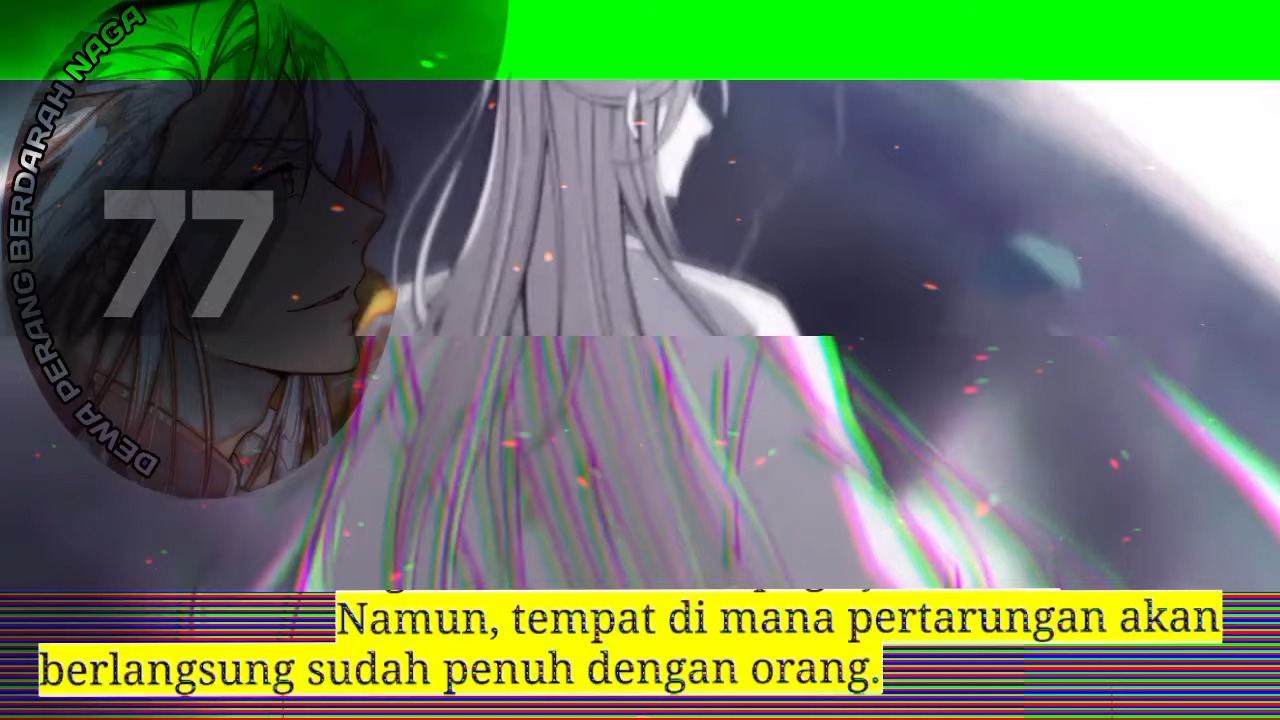 DEWA PERANG BERDARAH NAGA
77
Namun, tempat di mana pertarungan akan
berlangsung sudah penuh dengan orang.